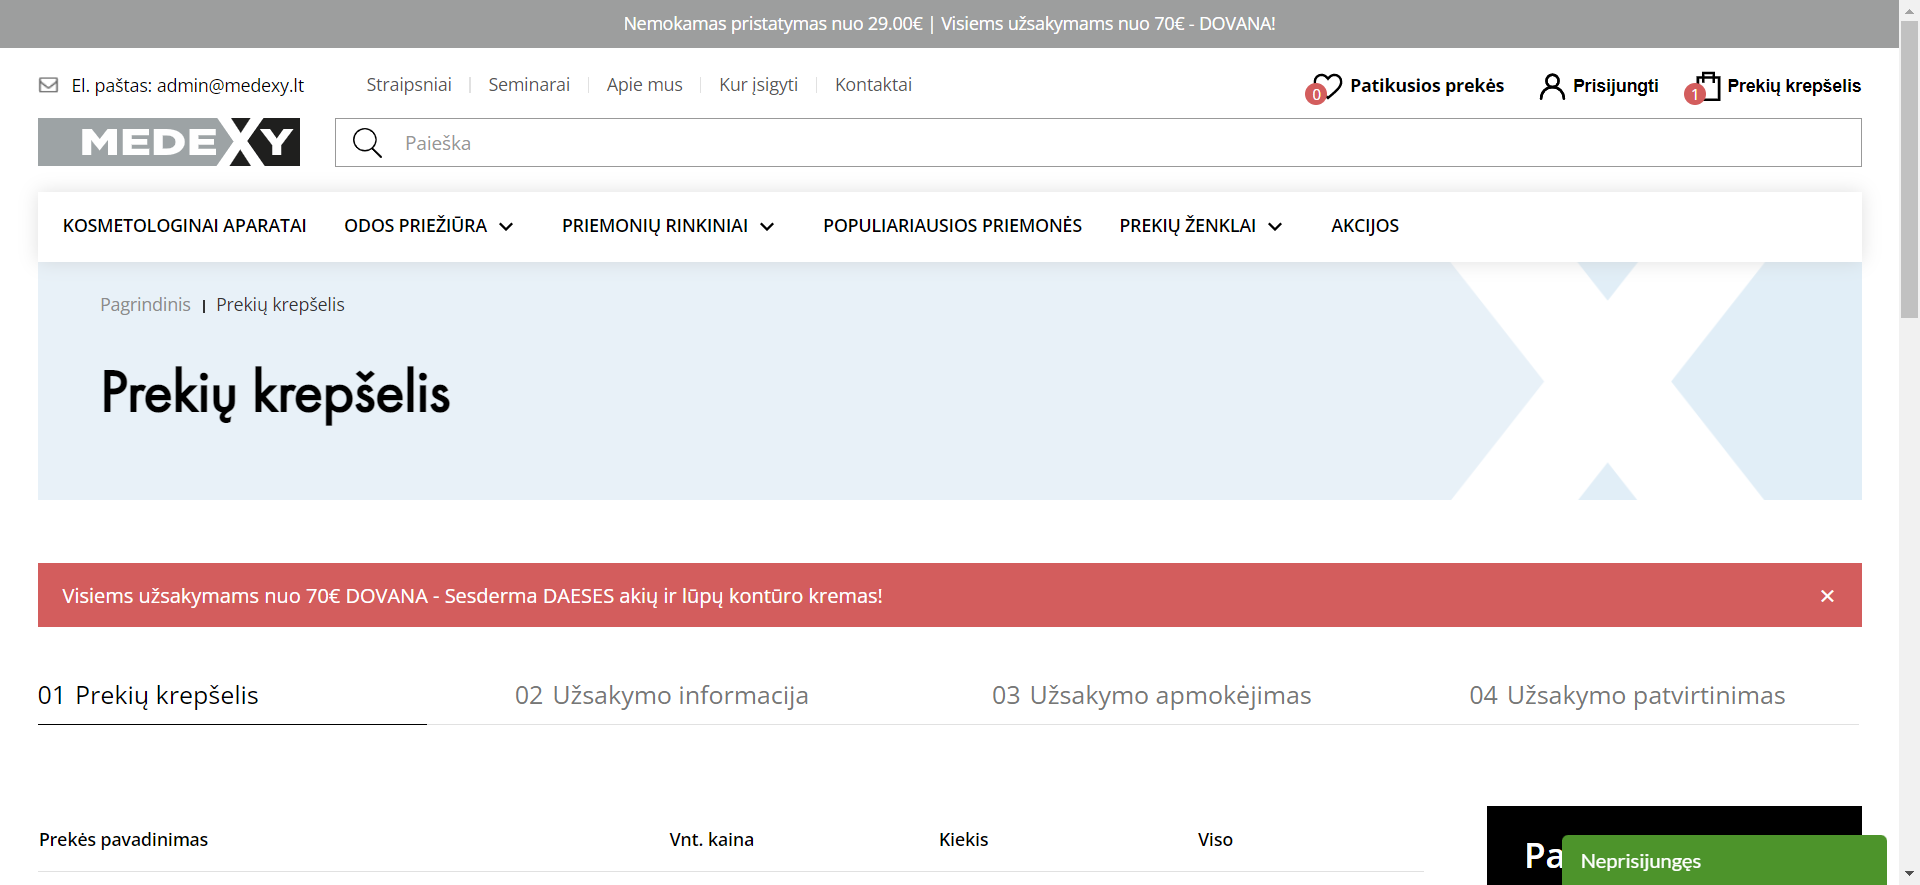 Nemokamas pristatymas nuo 29.00€ | Visiems užsakymams nuo 70€ - DOVANA!
El. paštas: admin@medexy.lt
Straipsniai
Seminarai
Apie mus
Kur įsigyti
Kontaktai
0
Patikusios prekės
Prisijungti
1
Prekių krepšelis
MEDEXY
Paieška
KOSMETOLOGINAI APARATAI
ODOS PRIEŽIŪRA
PRIEMONIŲ RINKINIAI
POPULIARIAUSIOS PRIEMONĖS
PREKIŲ ŽENKLAI
AKCIJOS
Pagrindinis | Prekių krepšelis
Prekių krepšelis
Visiems užsakymams nuo 70€ DOVANA - Sesderma DAESES akių ir lūpų kontūro kremas!
01 Prekių krepšelis
02 Užsakymo informacija
03 Užsakymo apmokėjimas
04 Užsakymo patvirtinimas
Prekės pavadinimas
Vnt. kaina
Kiekis
Viso
Neprisijungęs